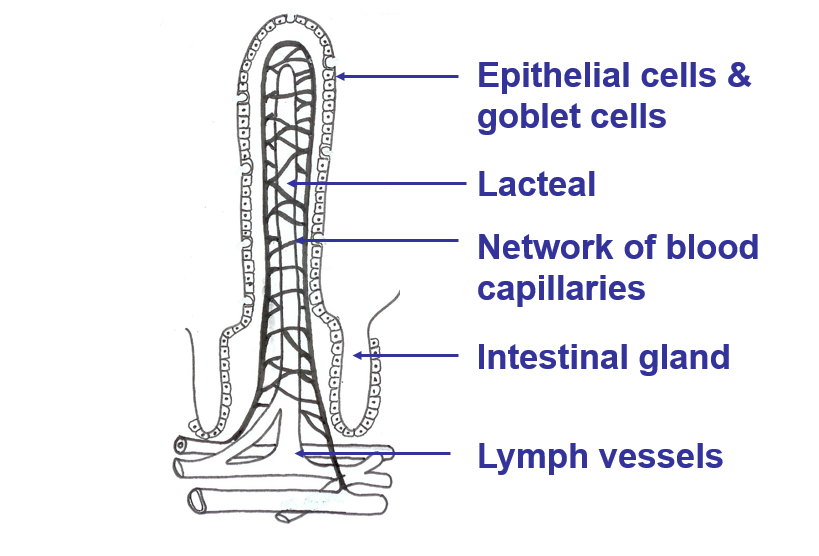 Epithelial cells &
goblet cells
Lacteal
Network of blood
capillaries
Intestinal gland
Lymph vessels